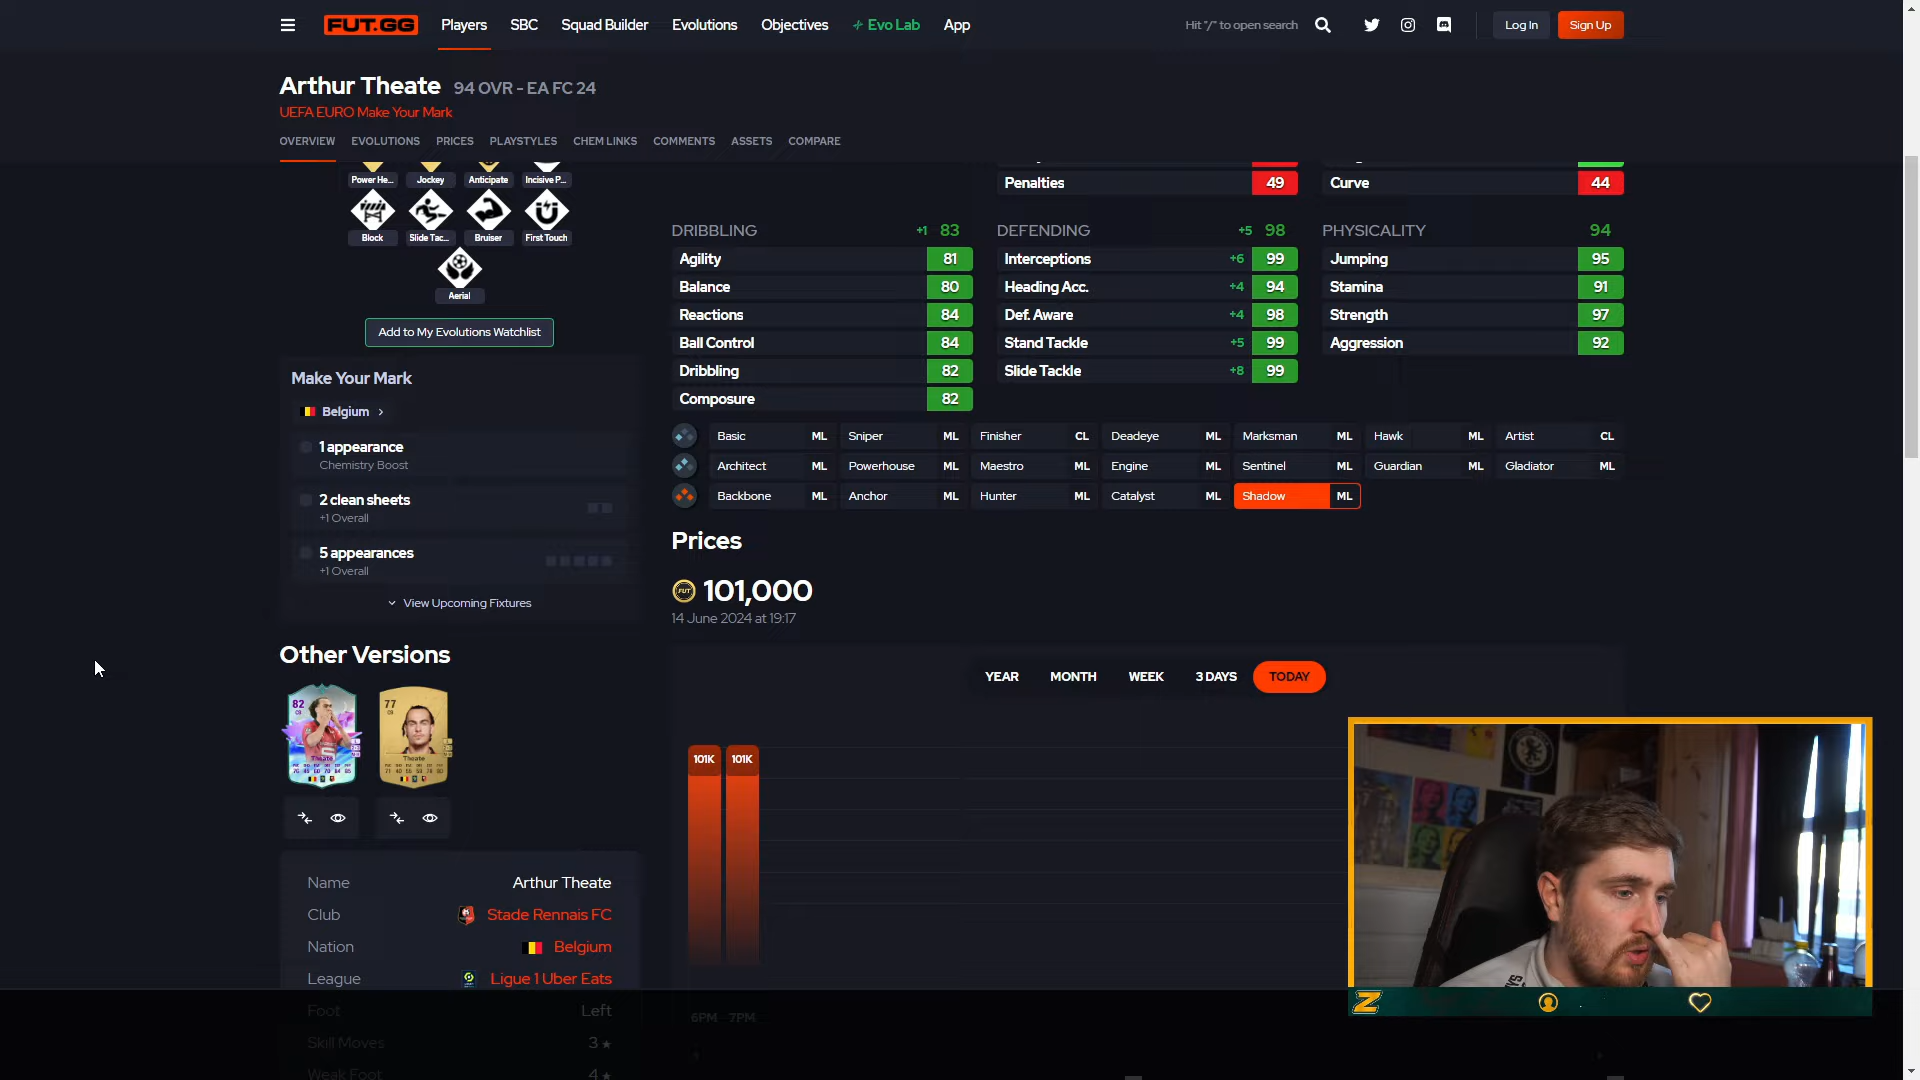 FUT.GG Players SBC Squad Builder Evolutions Objectives Evo Lab App Hit "/" to open search Log In Sign Up
Arthur Theate 94 OVR - EA FC 24
UEFA EURO Make Your Mark
OVERVIEW EVOLUTIONS PRICES PLAYSTYLES CHEM LINKS COMMENTS ASSETS COMPARE
Power He... Jockey Anticipate Incisive P...
Block Slide Tac... Bruiser First Touch
Aerial
Add to My Evolutions Watchlist
Make Your Mark
Belgium >
1 appearance
Chemistry Boost
2 clean sheets
+1 Overall
5 appearances
+1 Overall
View Upcoming Fixtures
Other Versions
82
CB
Theate
77
CB
Theate
Name Arthur Theate
Club Stade Rennais FC
Nation Belgium
League Ligue 1 Uber Eats
Foot Left
Skill Moves 3 ★
Weak Foot 4 ★
Penalties 49
Curve 44
DRIBBLING +1 83
Agility 81
Balance 80
Reactions 84
Ball Control 84
Dribbling 82
Composure 82
DEFENDING +5 98
Interceptions +6 99
Heading Acc. +4 94
Def. Aware +4 98
Stand Tackle +5 99
Slide Tackle +8 99
PHYSICALITY 94
Jumping 95
Stamina 91
Strength 97
Aggression 92
Basic ML Sniper ML Finisher CL Deadeye ML Marksman ML Hawk ML Artist CL
Architect ML Powerhouse ML Maestro ML Engine ML Sentinel ML Guardian ML Gladiator ML
Backbone ML Anchor ML Hunter ML Catalyst ML Shadow ML
Prices
FUT 101,000
14 June 2024 at 19:17
YEAR MONTH WEEK 3 DAYS TODAY
101K 101K
6PM 7PM
Z